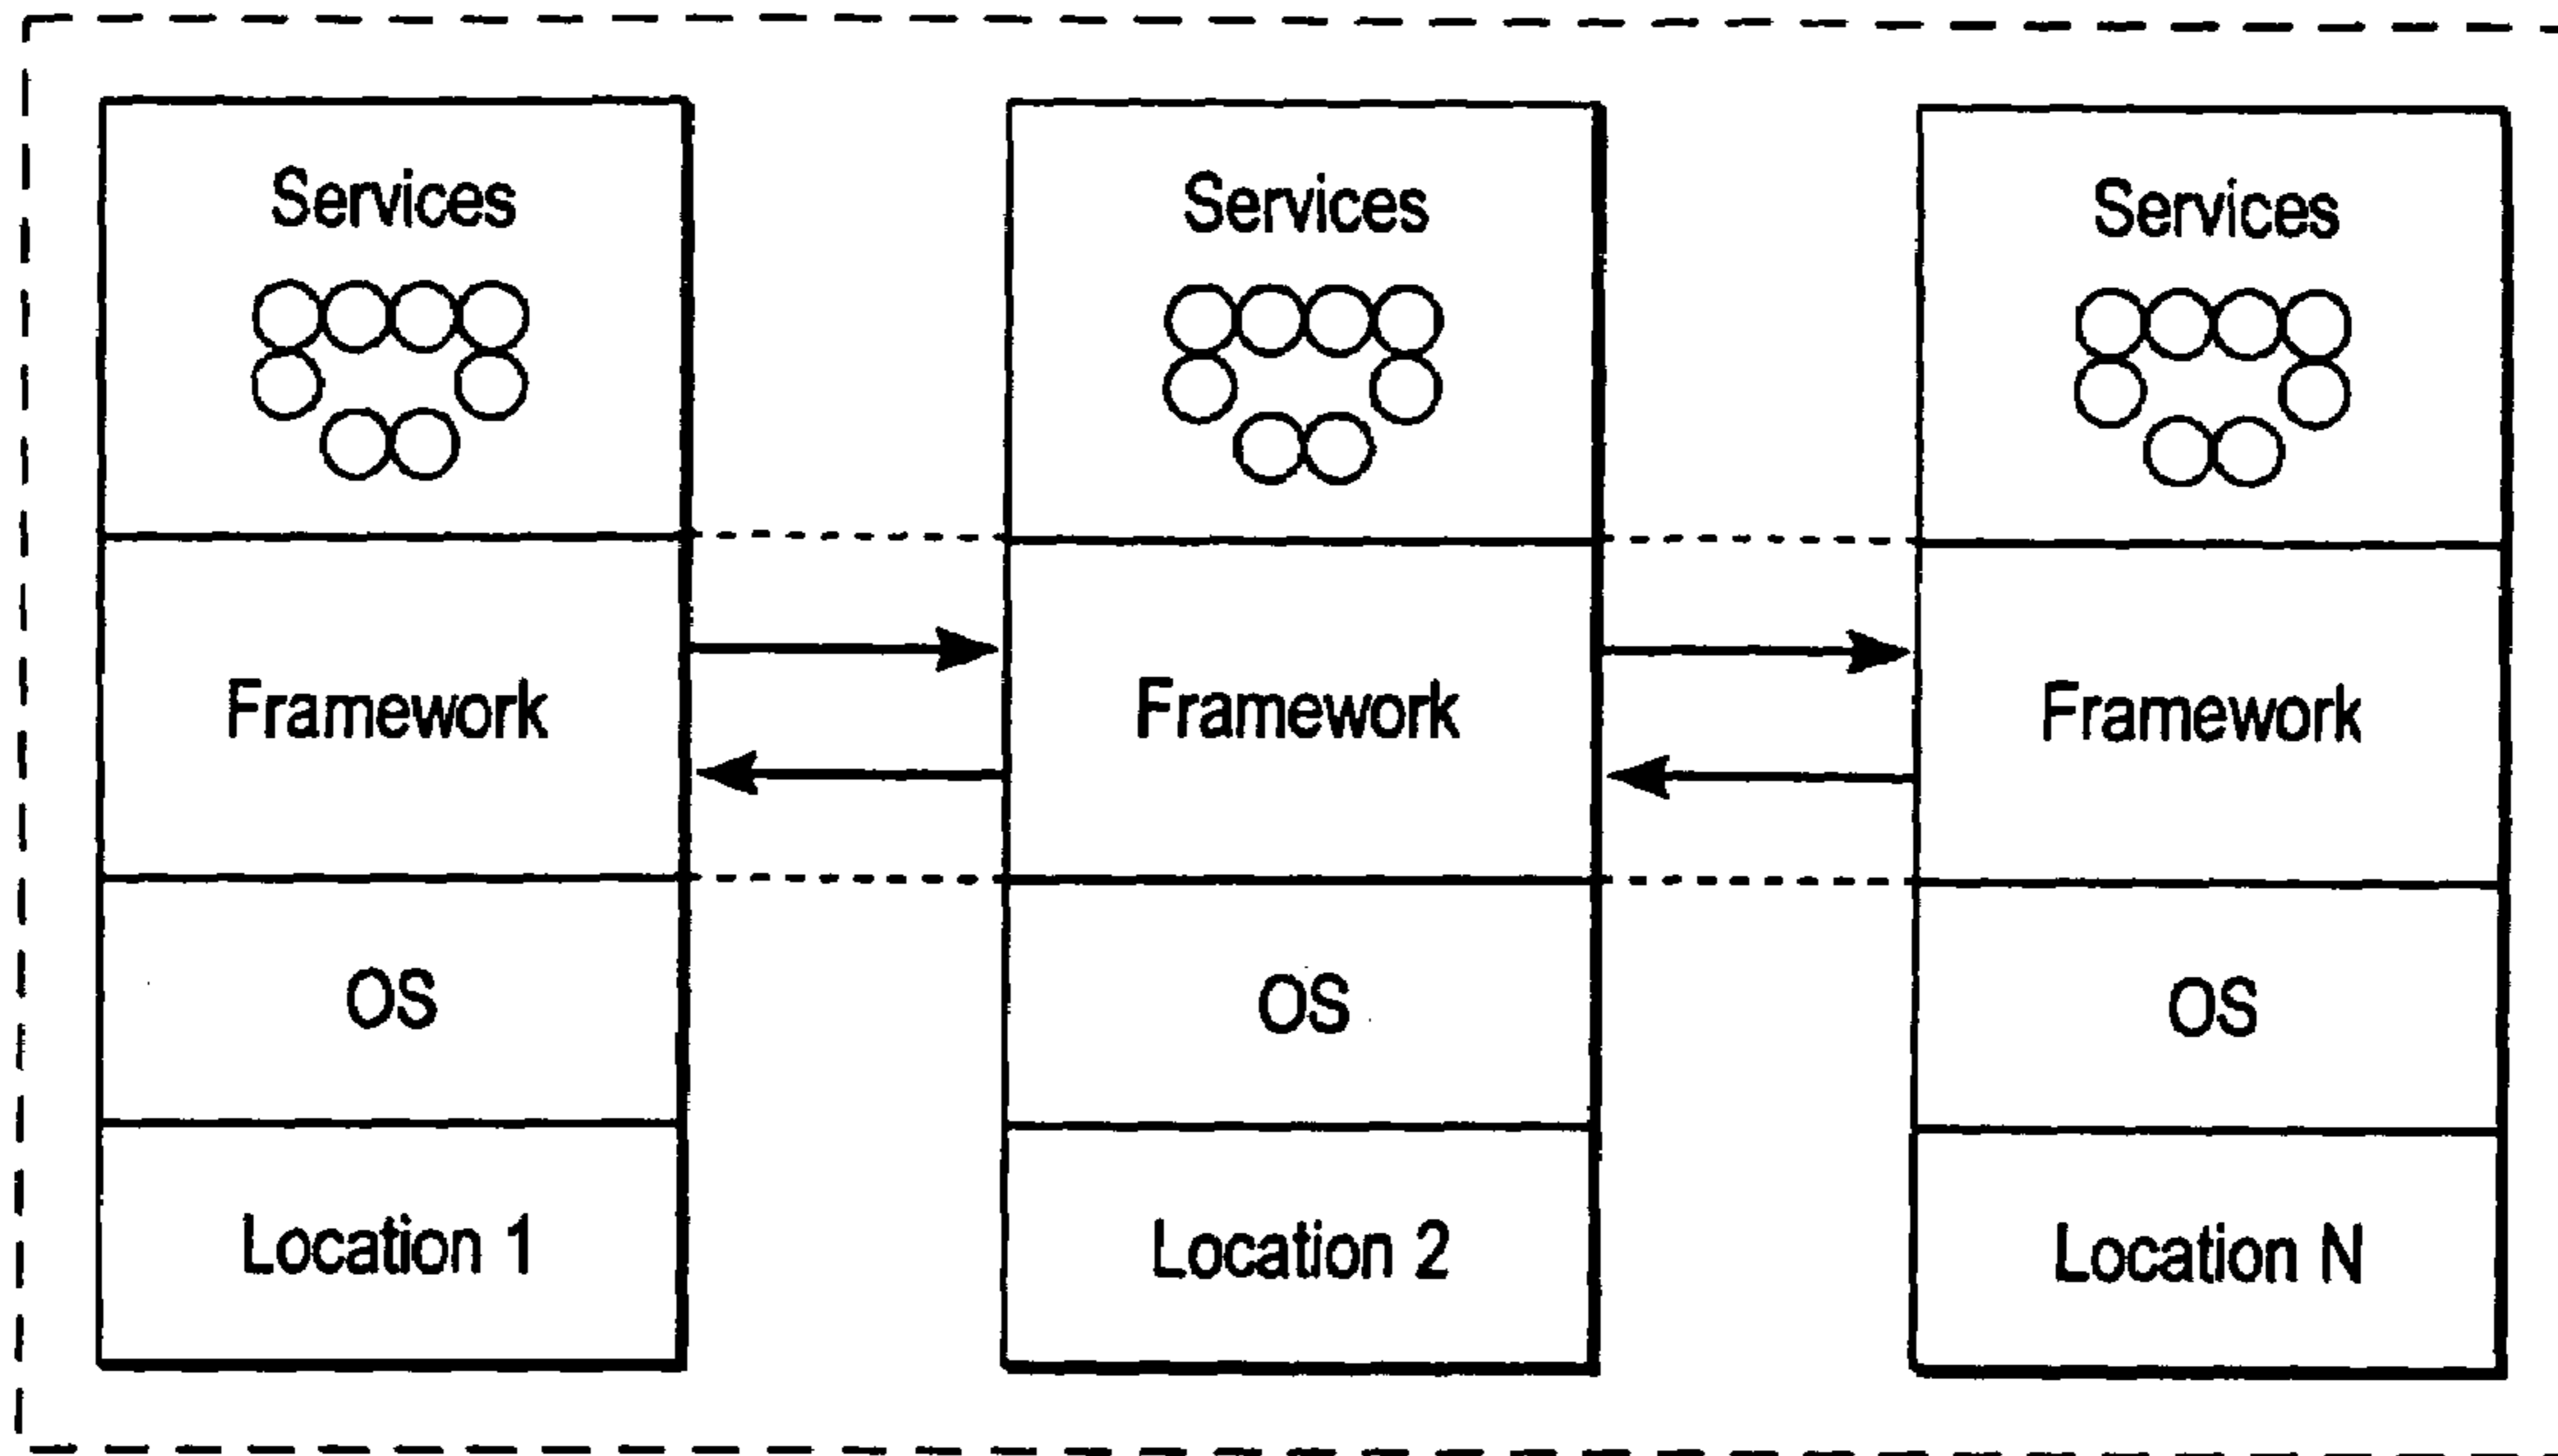 Services
Services
Services
Framework
Framework
Framework
OS
OS
OS
Location 1
Location 2
Location N